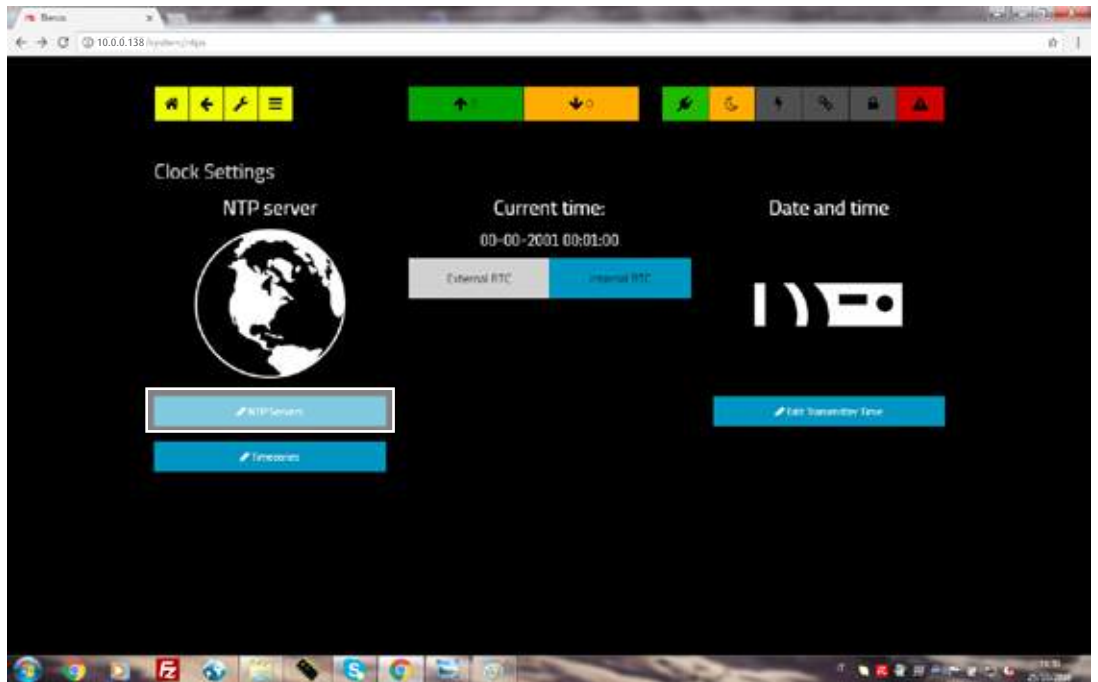 10.0.0.138
Clock Settings
NTP server
Current time:
Date and time
00-00-2001 00:01:00
External RTC
Internal RTC
NTP Servers
Edit Transmitter Time
Timezones